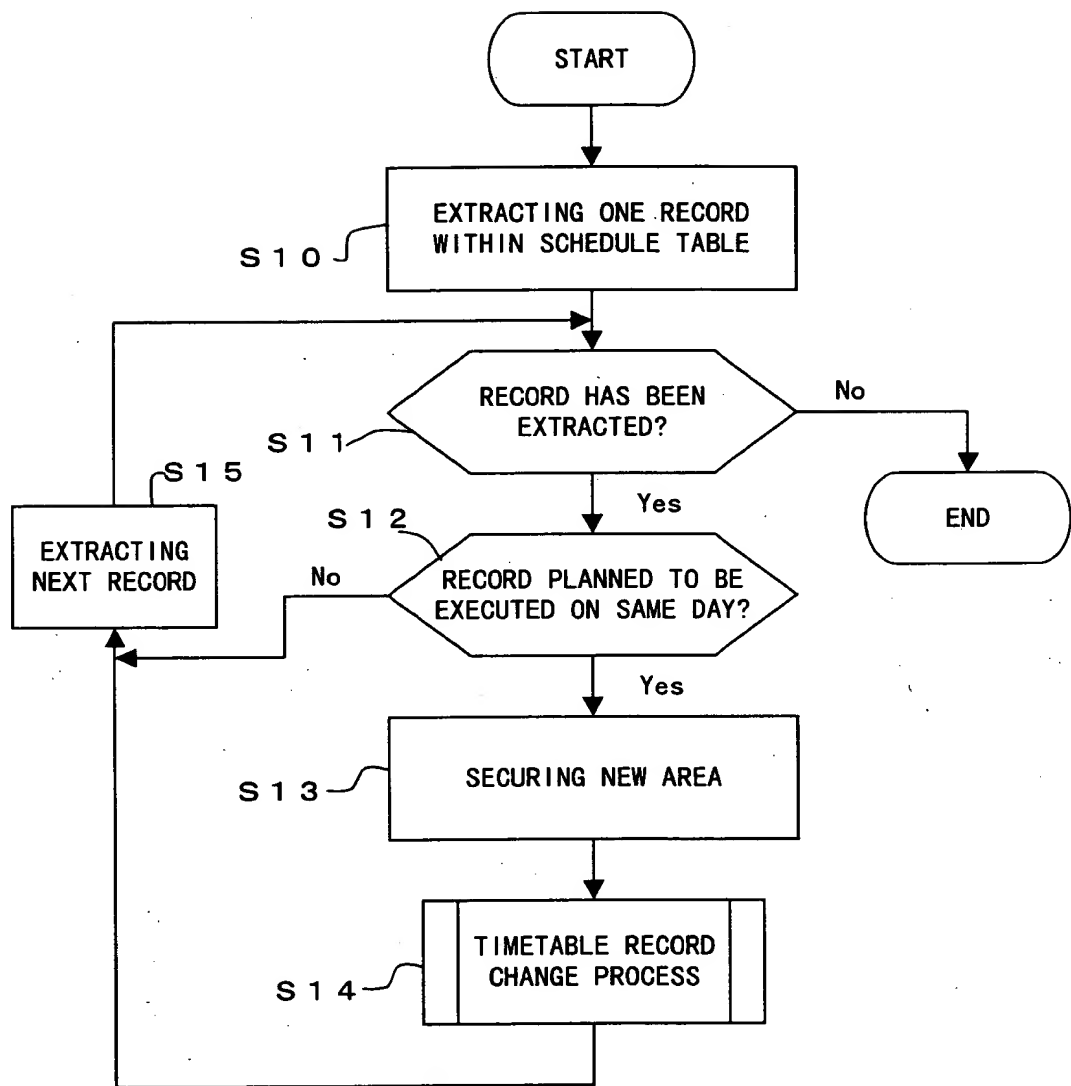 START
EXTRACTING ONE RECORD
WITHIN SCHEDULE TABLE
S10
RECORD HAS BEEN
EXTRACTED?
No
S11
S15
Yes
END
S12
EXTRACTING
NEXT RECORD
No
RECORD PLANNED TO BE
EXECUTED ON SAME DAY?
Yes
SECURING NEW AREA
S13
TIMETABLE RECORD
CHANGE PROCESS
S14